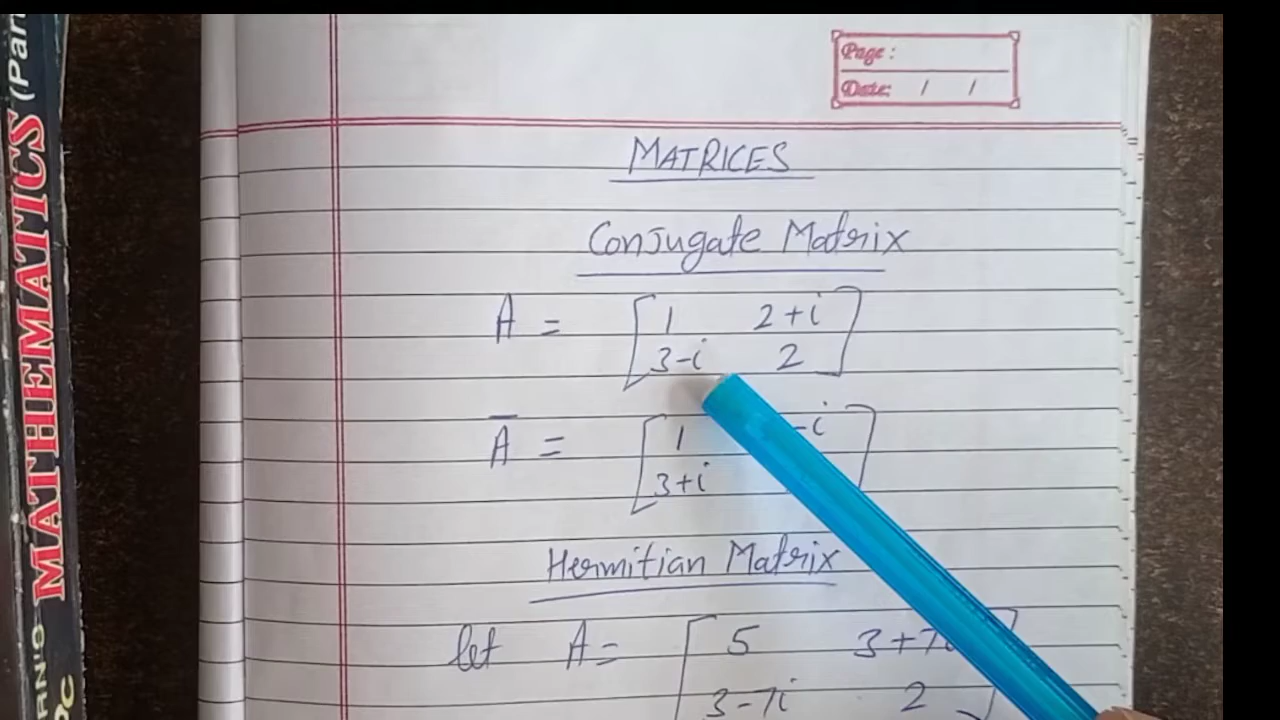 MATHEMATICS (Par
Page :
Date: / /
MATRICES
Conjugate Matrix
A = [ 1 2+i
3-i 2 ]
A̅ = [ 1 -i
3+i ]
Hermitian Matrix
let A= [ 5 3+7i
3-7i 2